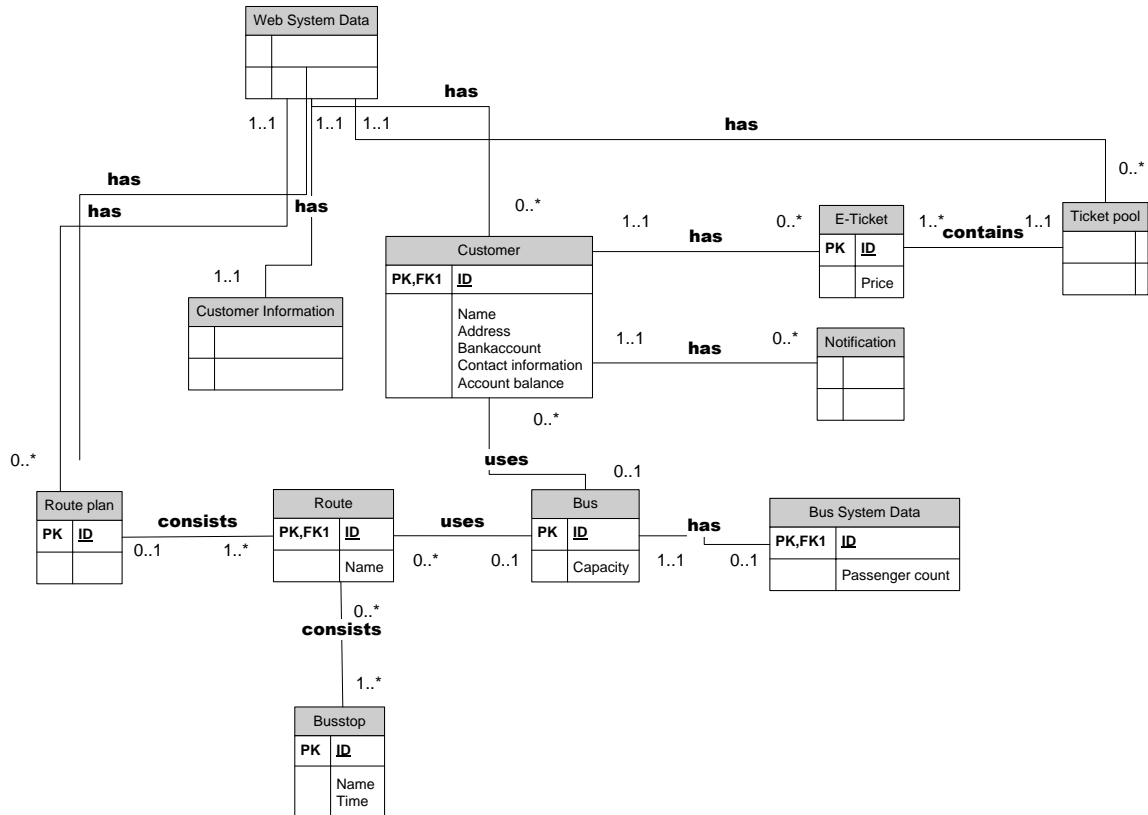 Web System Data
has
1..1
1..1
1..1
has
0..*
has
has
has
0..*
1..1
has
0..*
E-Ticket
PK ID
Price
1..*
contains
1..1
Ticket pool
Customer
PK,FK1 ID
Name
Address
Bankaccount
Contact information
Account balance
1..1
Customer Information
1..1
has
0..*
Notification
0..*
uses
0..1
0..*
Route plan
PK ID
consists
0..1
1..*
Route
PK,FK1 ID
Name
uses
0..*
0..1
Bus
PK ID
Capacity
has
1..1
0..1
Bus System Data
PK,FK1 ID
Passenger count
0..*
consists
1..*
Busstop
PK ID
Name
Time